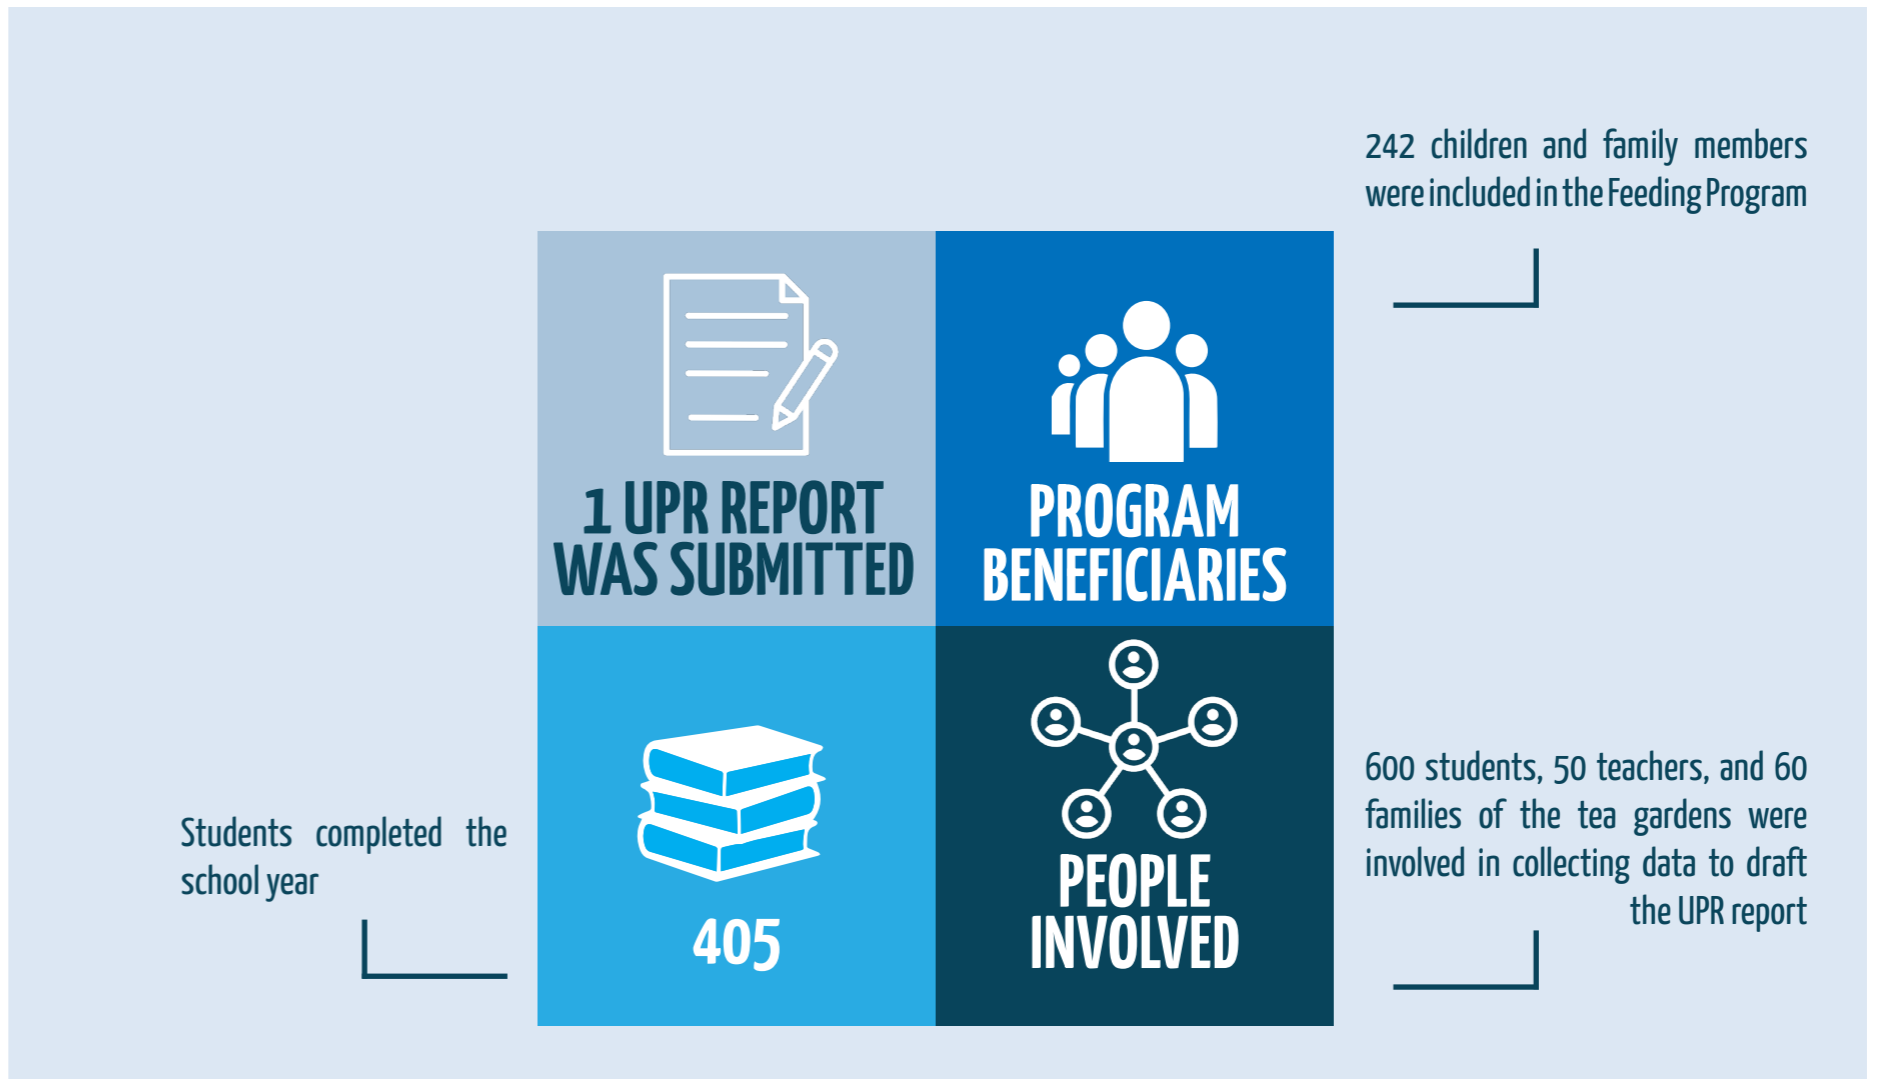 242 children and family members
were included in the Feeding Program
1 UPR REPORT
WAS SUBMITTED
PROGRAM
BENEFICIARIES
Students completed the
school year
405
PEOPLE
INVOLVED
600 students, 50 teachers, and 60
families of the tea gardens were
involved in collecting data to draft
the UPR report